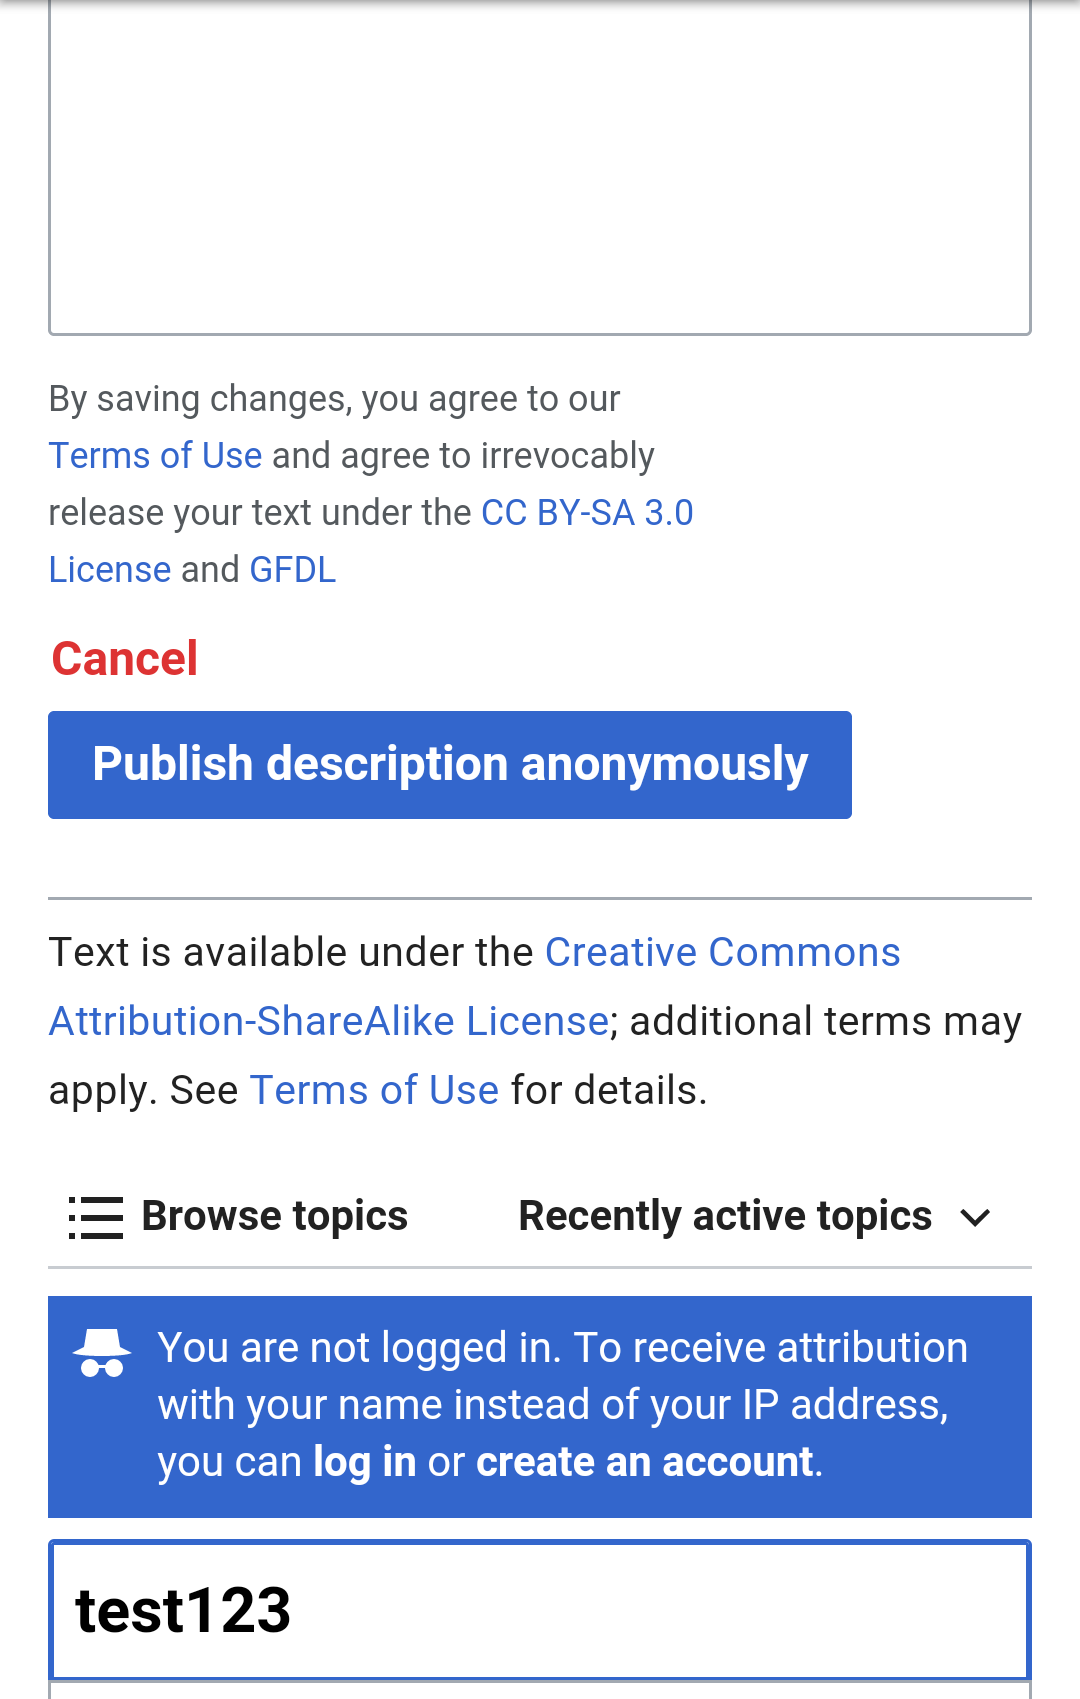 By saving changes, you agree to our
Terms of Use and agree to irrevocably
release your text under the CC BY-SA 3.0
License and GFDL
Cancel
Publish description anonymously
Text is available under the Creative Commons
Attribution-ShareAlike License; additional terms may
apply. See Terms of Use for details.
Browse topics
Recently active topics
You are not logged in. To receive attribution
with your name instead of your IP address,
you can log in or create an account.
test123